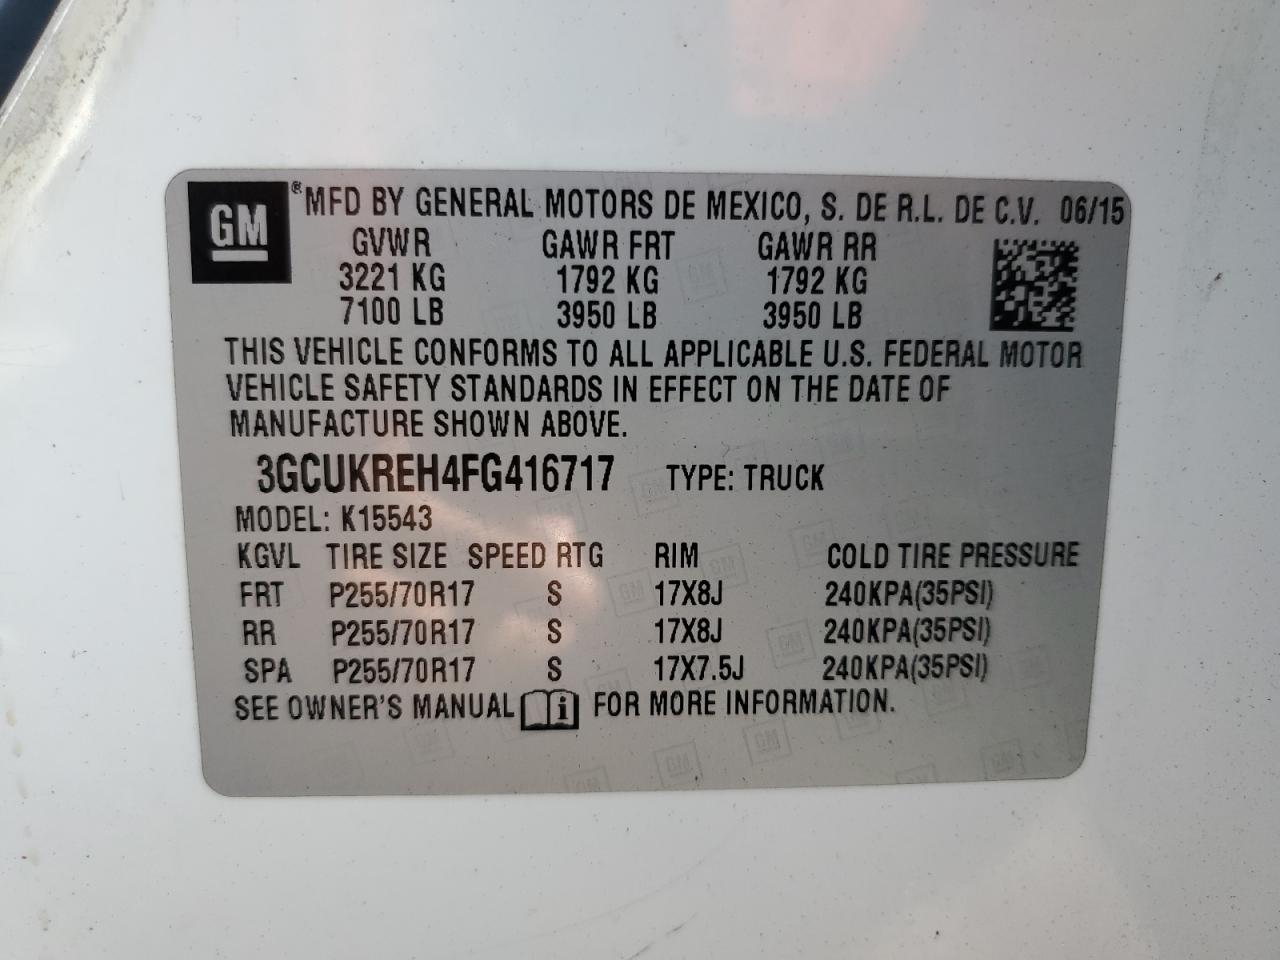 GM ® MFD BY GENERAL MOTORS DE MEXICO, S. DE R.L. DE C.V. 06/15
GVWR GAWR FRT GAWR RR
3221 KG 1792 KG 1792 KG
7100 LB 3950 LB 3950 LB
THIS VEHICLE CONFORMS TO ALL APPLICABLE U.S. FEDERAL MOTOR
VEHICLE SAFETY STANDARDS IN EFFECT ON THE DATE OF
MANUFACTURE SHOWN ABOVE.
3GCUKREH4FG416717 TYPE: TRUCK
MODEL: K15543
KGVL TIRE SIZE SPEED RTG RIM COLD TIRE PRESSURE
FRT P255/70R17 S 17X8J 240KPA(35PSI)
RR P255/70R17 S 17X8J 240KPA(35PSI)
SPA P255/70R17 S 17X7.5J 240KPA(35PSI)
SEE OWNER'S MANUAL i FOR MORE INFORMATION.